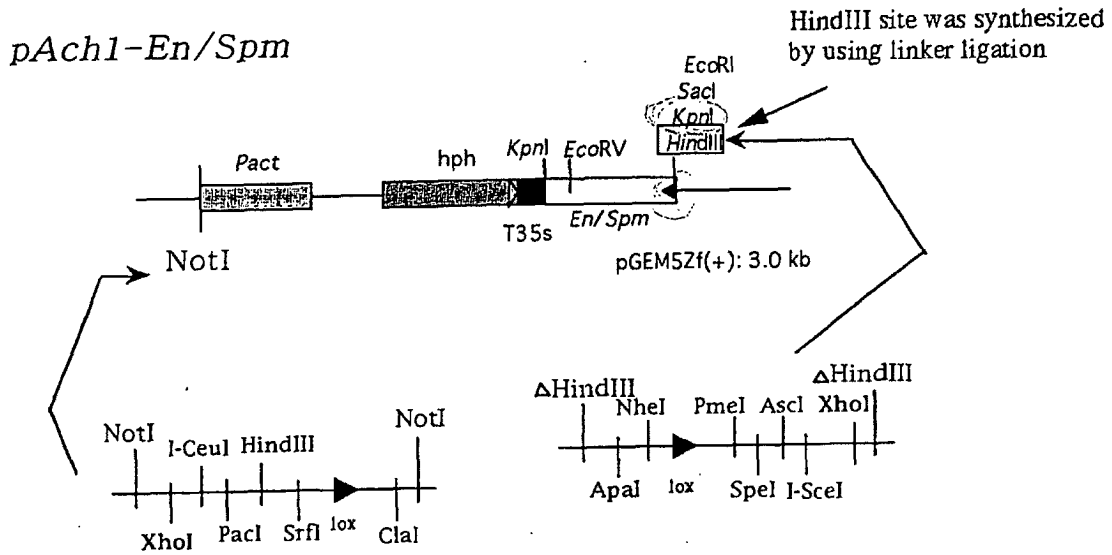 pAch1-En/Spm
HindIII site was synthesized
by using linker ligation
EcoRI
SacI
KpnI
HindIII
Pact
hph
KpnI
EcoRV
En/Spm
T35s
NotI
pGEM5Zf(+): 3.0 kb
NotI
I-CeuI
HindIII
NotI
XhoI
PacI
SrfI
lox
ClaI
ΔHindIII
NheI
PmeI
AscI
XhoI
ΔHindIII
ApaI
lox
SpeI
I-SceI